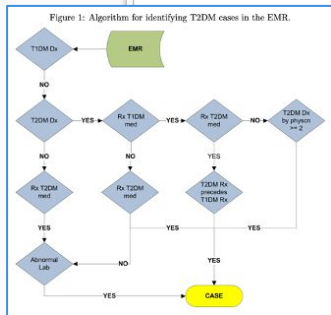 Figure 1: Algorithm for identifying T2DM cases in the EMR.
T1DM Dx
EMR
NO
T2DM Dx
YES
Rx T1DM
med
YES
Rx T2DM
med
NO
T2DM Dx
by physcn
>= 2
NO
NO
YES
Rx T2DM
med
Rx T2DM
med
T2DM Rx
precedes
T1DM Rx
YES
YES
YES
NO
YES
Abnormal
Lab
YES
CASE